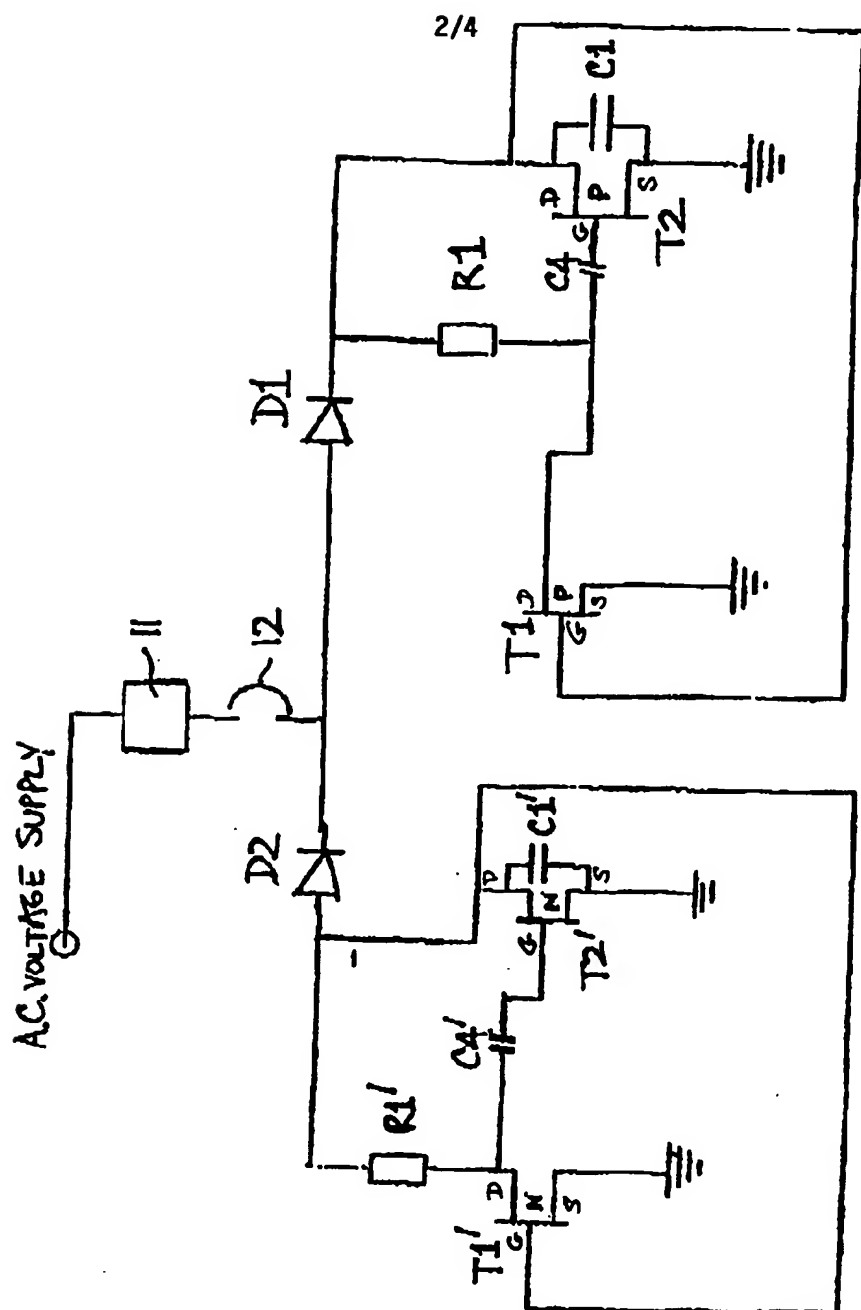 2/4
A.C. VOLTAGE SUPPLY
11
12
D2
D1
R1
C1
D
P
S
G
C4
T2
T1
D
P
G
S
R1'
C4'
C1'
D
N
S
G
T2'
T1'
D
N
G
S
-